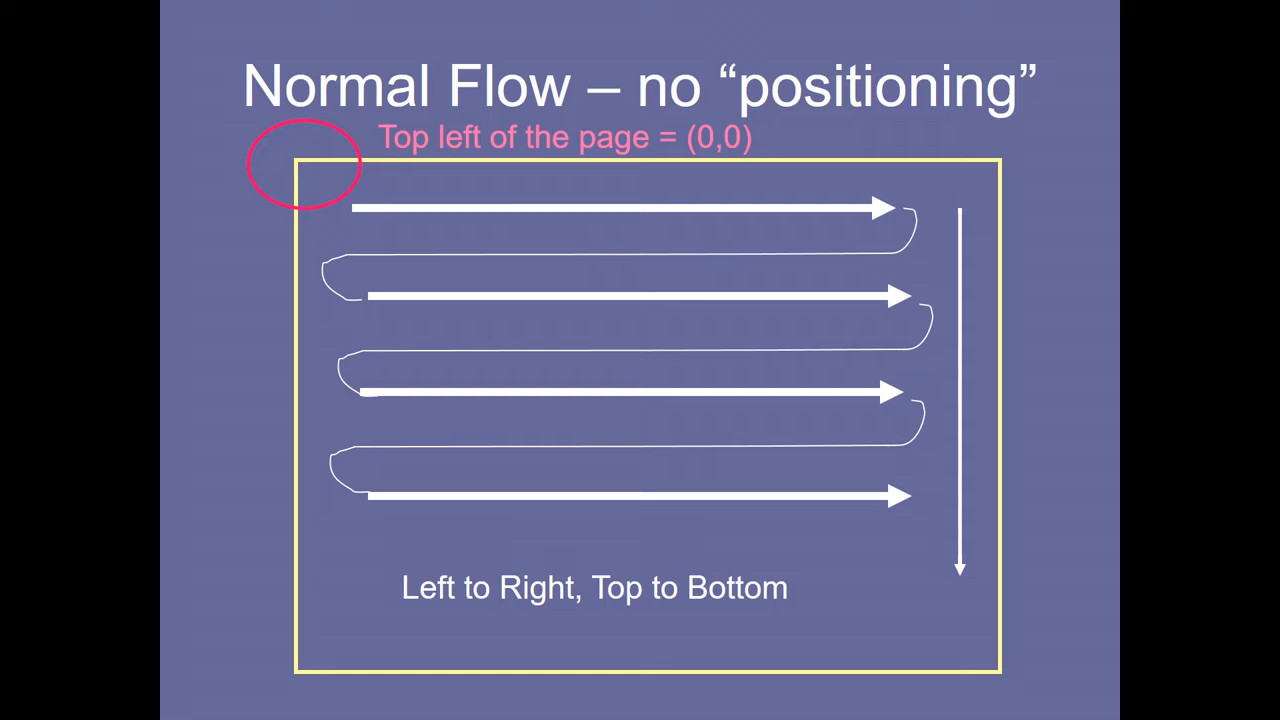 Normal Flow – no “positioning”
Top left of the page = (0,0)
Left to Right, Top to Bottom